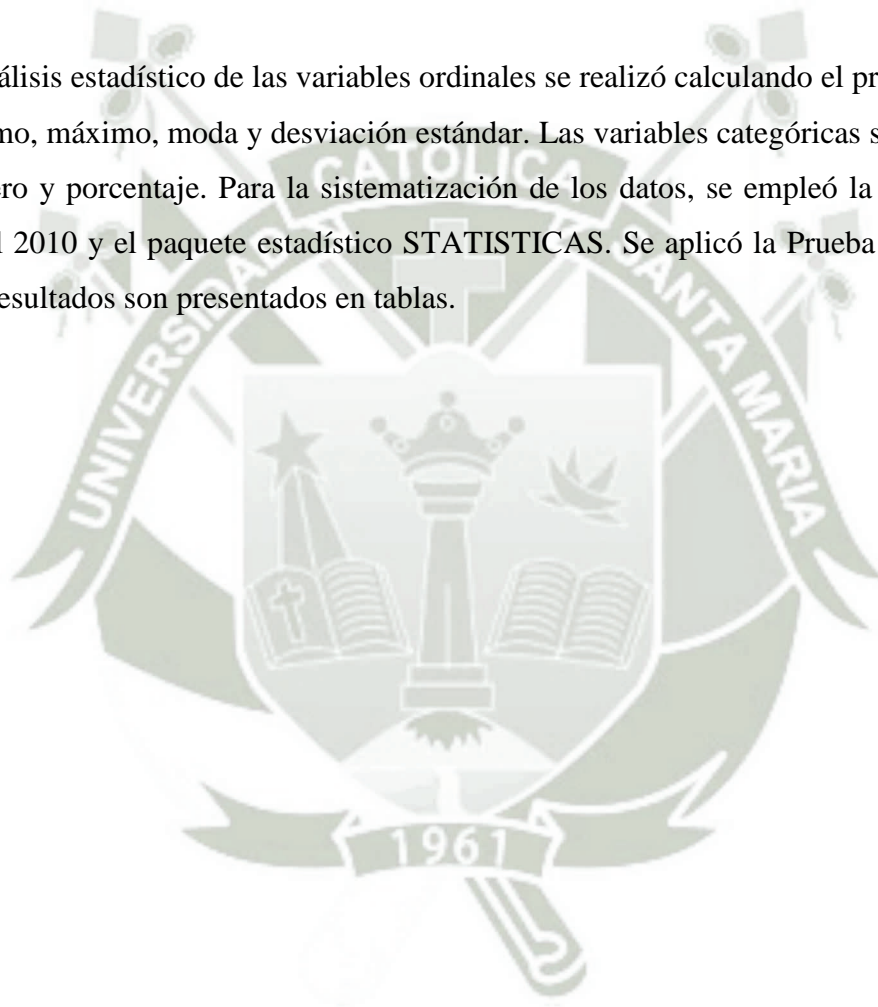 álisis estadístico de las variables ordinales se realizó calculando el pr
mo, máximo, moda y desviación estándar. Las variables categóricas s
ero y porcentaje. Para la sistematización de los datos, se empleó la
l 2010 y el paquete estadístico STATISTICAS. Se aplicó la Prueba
esultados son presentados en tablas.
UNIVERSIDAD CATOLICA SANTA MARIA
1961